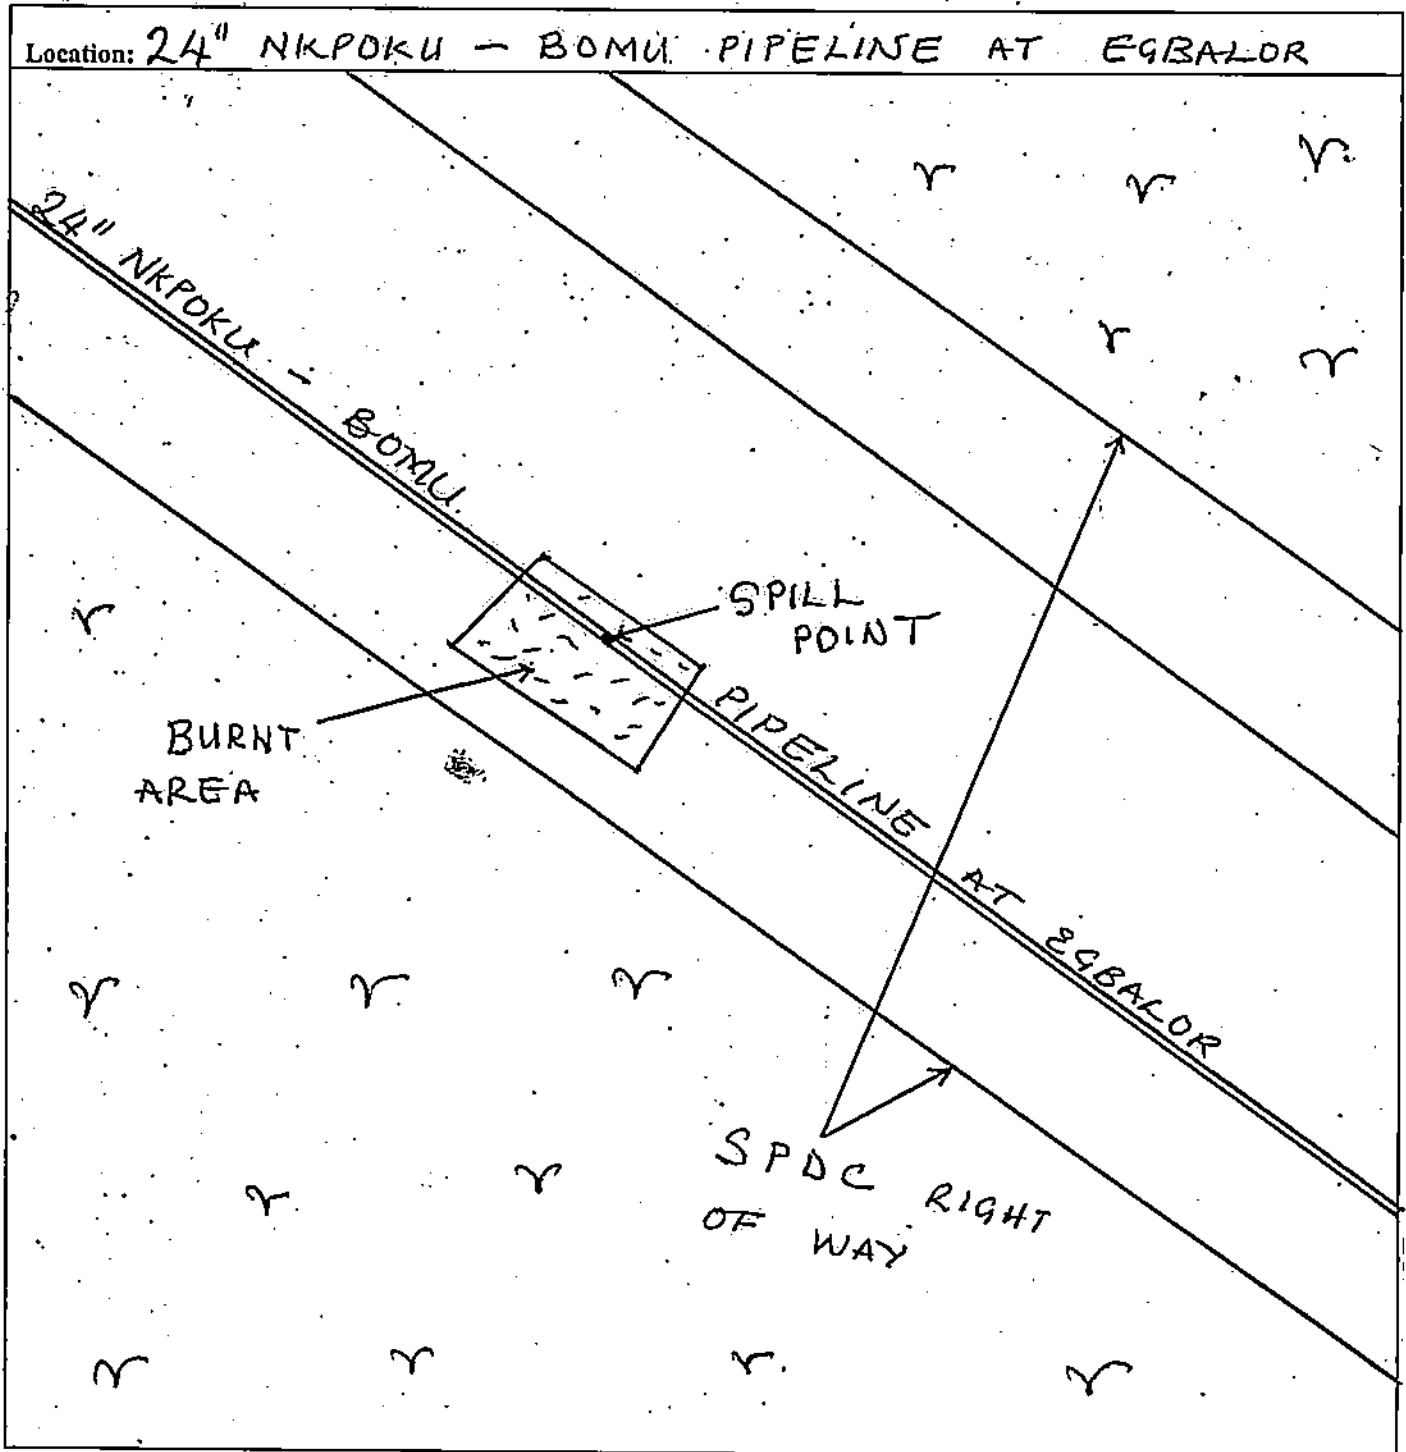 Location: 24" NKPOKU - BOMU PIPELINE AT EGBALOR
24" NKPOKU - BOMU PIPELINE AT EGBALOR
SPILL
POINT
BURNT
AREA
SPDC RIGHT
OF WAY